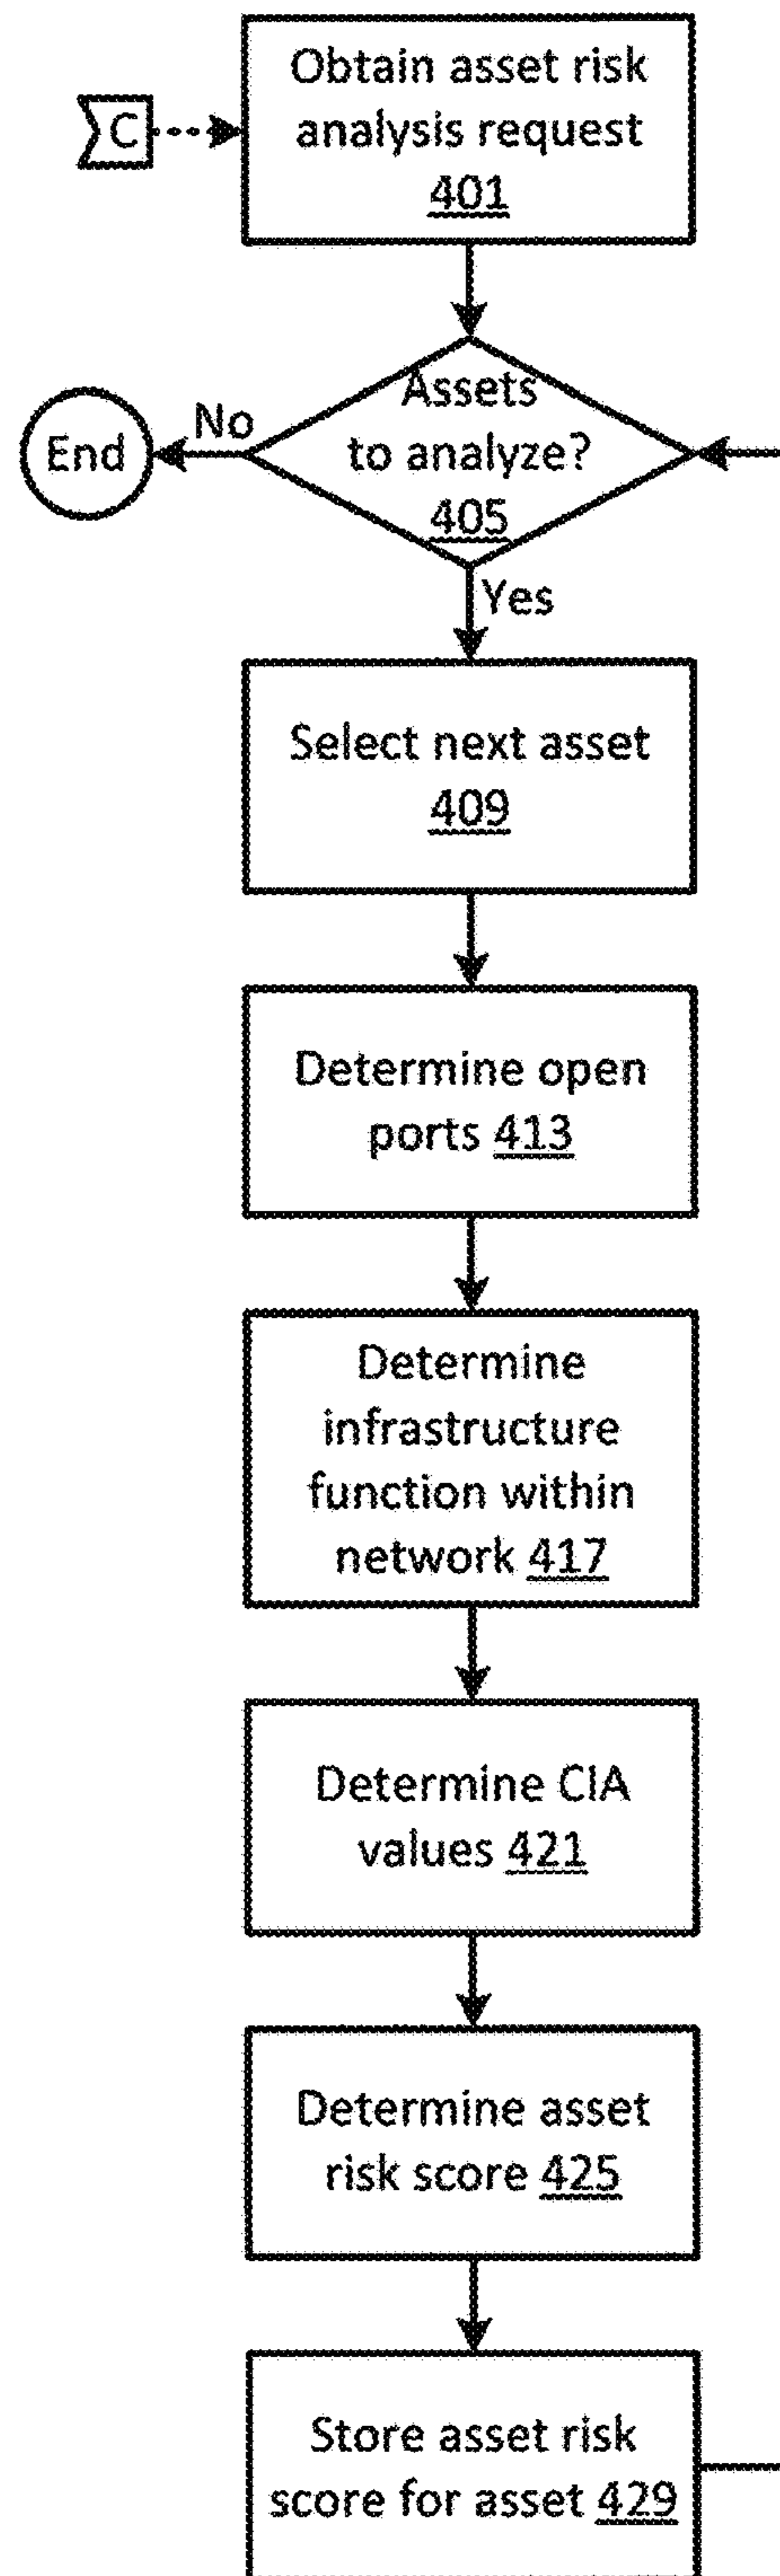 Obtain asset risk
analysis request
401
C
Assets
to analyze?
405
No
End
Yes
Select next asset
409
Determine open
ports 413
Determine
infrastructure
function within
network 417
Determine CIA
values 421
Determine asset
risk score 425
Store asset risk
score for asset 429